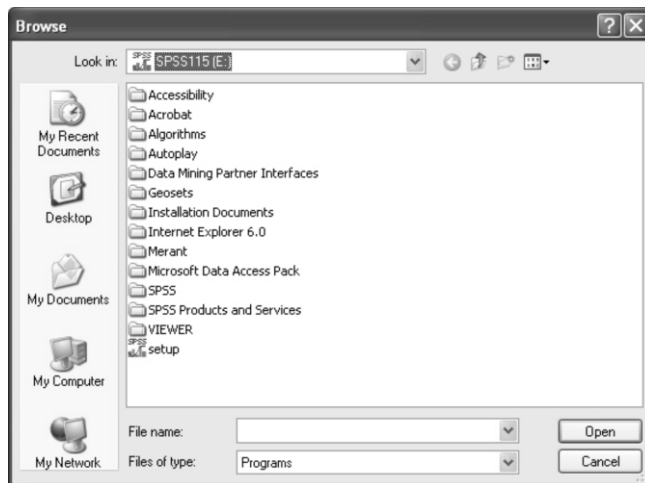 Browse
Look in: SPSS115 (E:)
My Recent Documents
Desktop
My Documents
My Computer
My Network
Accessibility
Acrobat
Algorithms
Autoplay
Data Mining Partner Interfaces
Geosets
Installation Documents
Internet Explorer 6.0
Merant
Microsoft Data Access Pack
SPSS
SPSS Products and Services
VIEWER
setup
File name:
Open
Files of type: Programs
Cancel